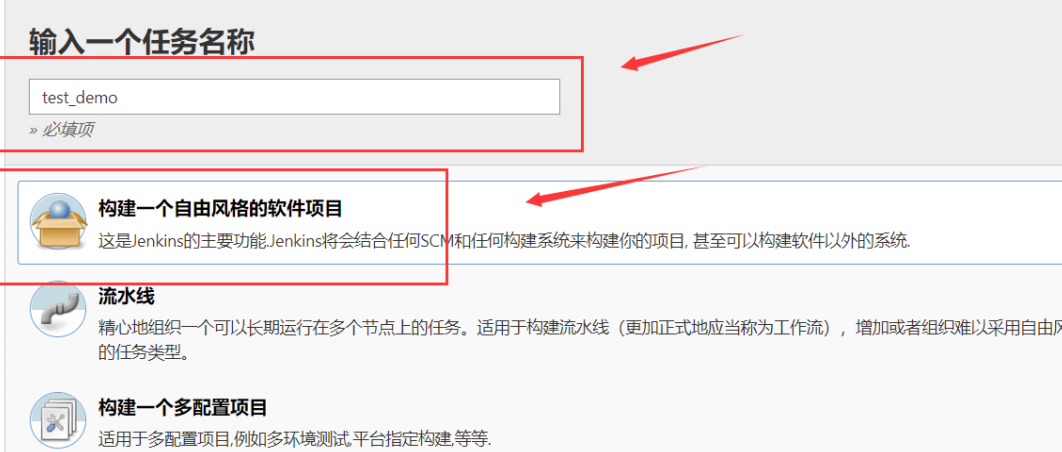 输入一个任务名称
test_demo
» 必填项
构建一个自由风格的软件项目
这是Jenkins的主要功能.Jenkins将会结合任何SCM和任何构建系统来构建你的项目, 甚至可以构建软件以外的系统.
流水线
精心地组织一个可以长期运行在多个节点上的任务。适用于构建流水线（更加正式地应当称为工作流），增加或者组织难以采用自由风
的任务类型。
构建一个多配置项目
适用于多配置项目,例如多环境测试,平台指定构建,等等.